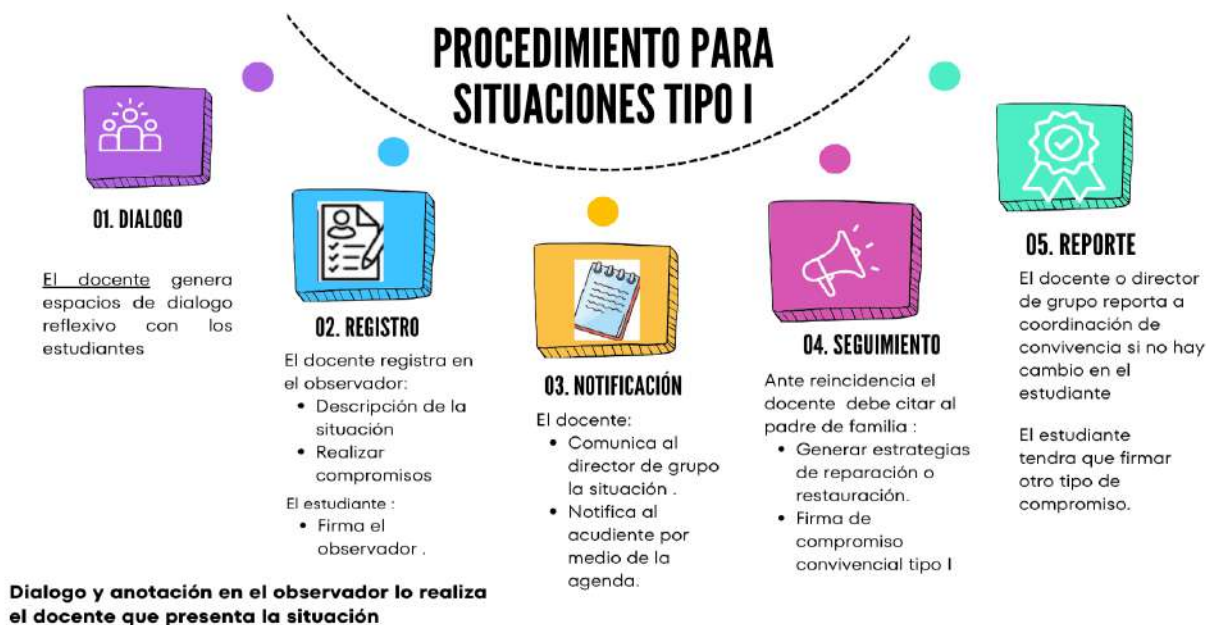 PROCEDIMIENTO PARA
SITUACIONES TIPO I
01. DIALOGO
El docente genera
espacios de dialogo
reflexivo con los
estudiantes
02. REGISTRO
El docente registra en
el observador:
• Descripción de la
situación
• Realizar
compromisos
El estudiante :
• Firma el
observador .
03. NOTIFICACIÓN
El docente:
• Comunica al
director de grupo
la situación .
• Notifica al
acudiente por
medio de la
agenda.
04. SEGUIMIENTO
Ante reincidencia el
docente debe citar al
padre de familia :
• Generar estrategias
de reparación o
restauración.
• Firma de
compromiso
convivencial tipo I
05. REPORTE
El docente o director
de grupo reporta a
coordinación de
convivencia si no hay
cambio en el
estudiante
El estudiante
tendra que firmar
otro tipo de
compromiso.
Dialogo y anotación en el observador lo realiza
el docente que presenta la situación